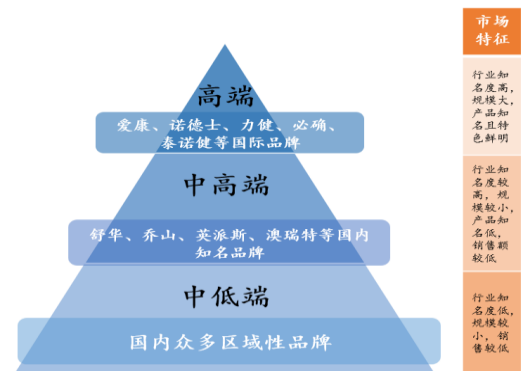 高端
爱康、诺德士、力健、必确、
泰诺健等国际品牌
中高端
舒华、乔山、英派斯、澳瑞特等国内
知名品牌
中低端
国内众多区域性品牌
市场
特征
行业知
名度高，
规模大，
产品知
名且特
色鲜明
行业知
名度较
高，规
模较小，
产品知
名低，
销售额
较低
行业知
名度低，
规模较
小，销
售较低